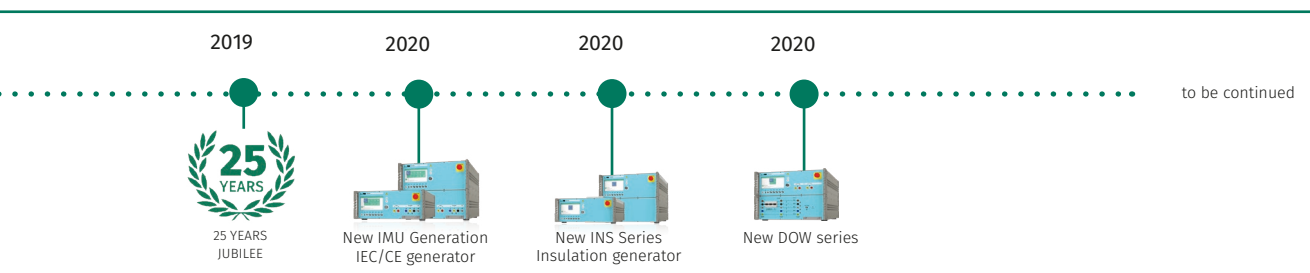 2019
2020
2020
2020
to be continued
25
YEARS
25 YEARS
JUBILEE
New IMU Generation
IEC/CE generator
New INS Series
Insulation generator
New DOW series